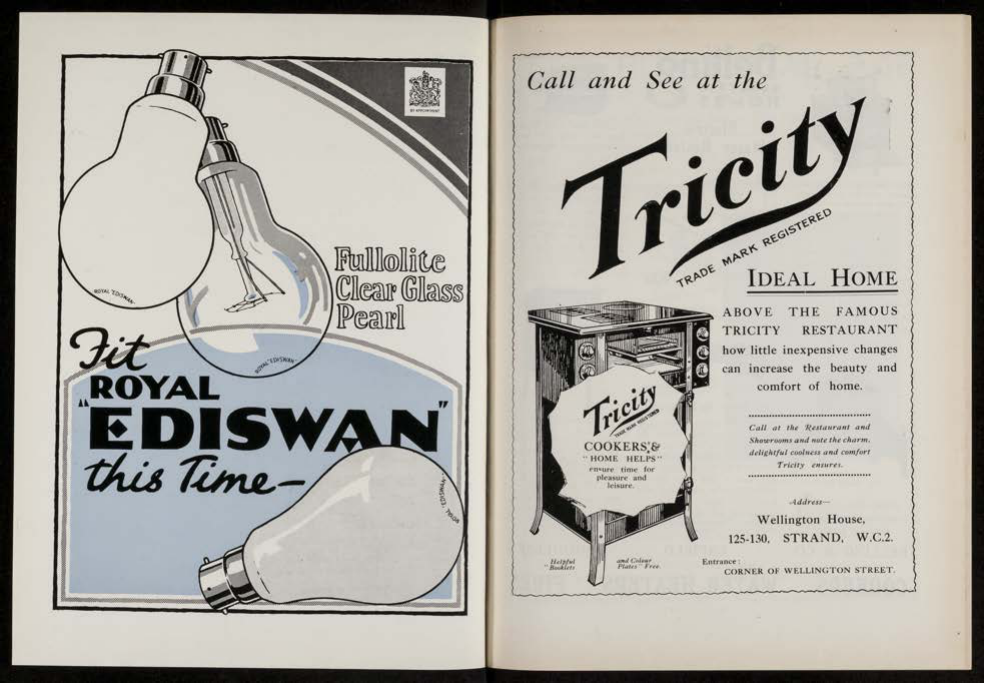 BY APPOINTMENT
Fullolite
Clear Glass
Pearl
ROYAL "EDISWAN"
ROYAL "EDISWAN"
Fit
ROYAL
"EDISWAN"
this Time—
ROYAL "EDISWAN"
Call and See at the
Tricity
TRADE MARK REGISTERED
IDEAL HOME
ABOVE THE FAMOUS
TRICITY RESTAURANT
how little inexpensive changes
can increase the beauty and
comfort of home.
Tricity
TRADE MARK REGISTERED
COOKERS &
"HOME HELPS"
ensure time for
pleasure and
leisure.
Call at the Restaurant and
Showrooms and note the charm,
delightful coolness and comfort
Tricity ensures.
Address—
Wellington House,
125-130, STRAND, W.C.2.
Helpful and Colour
"Booklets Plates" Free.
Entrance:
CORNER OF WELLINGTON STREET.